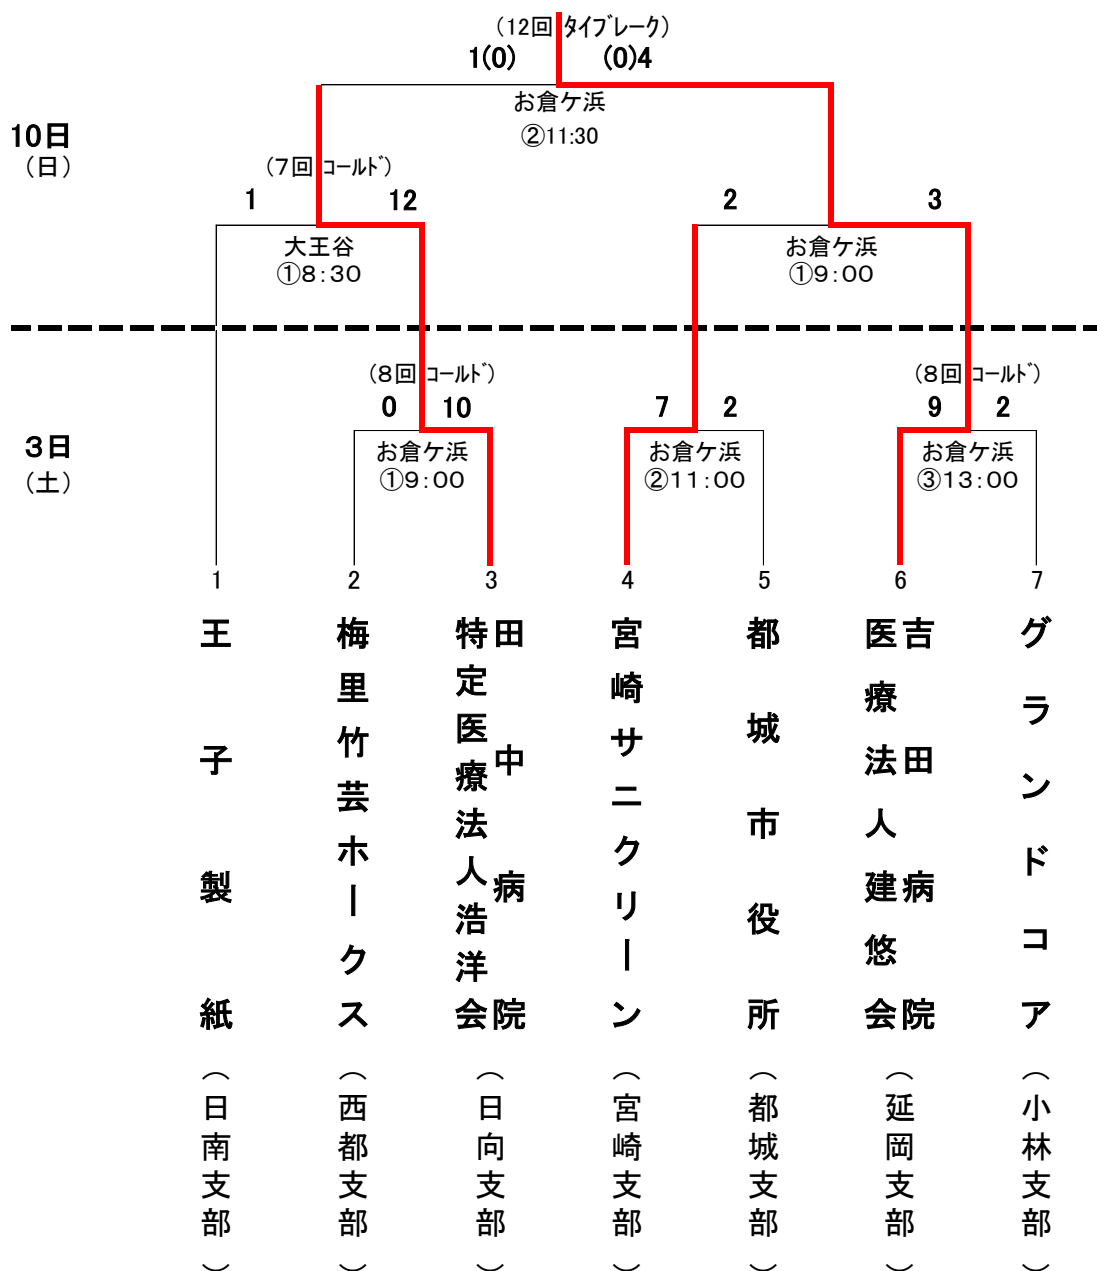 (12回 ﾀｲﾌﾞﾚｰｸ)
1(0) (0)4
お倉ケ浜
②11:30
10日
(日)
(7回 ｺｰﾙﾄﾞ)
1 12
2 3
大王谷
①8:30
お倉ケ浜
①9:00
(8回 ｺｰﾙﾄﾞ)
(8回 ｺｰﾙﾄﾞ)
0 10
7 2
9 2
3日
(土)
お倉ケ浜
①9:00
お倉ケ浜
②11:00
お倉ケ浜
③13:00
1
2
3
4
5
6
7
王子製紙
(日南支部)
梅里竹芸ホークス
(西都支部)
特定医療法人浩洋会
田中病院
(日向支部)
宮崎サニクリーン
(宮崎支部)
都城市役所
(都城支部)
医療法人建悠会
吉田病院
(延岡支部)
グランドコア
(小林支部)